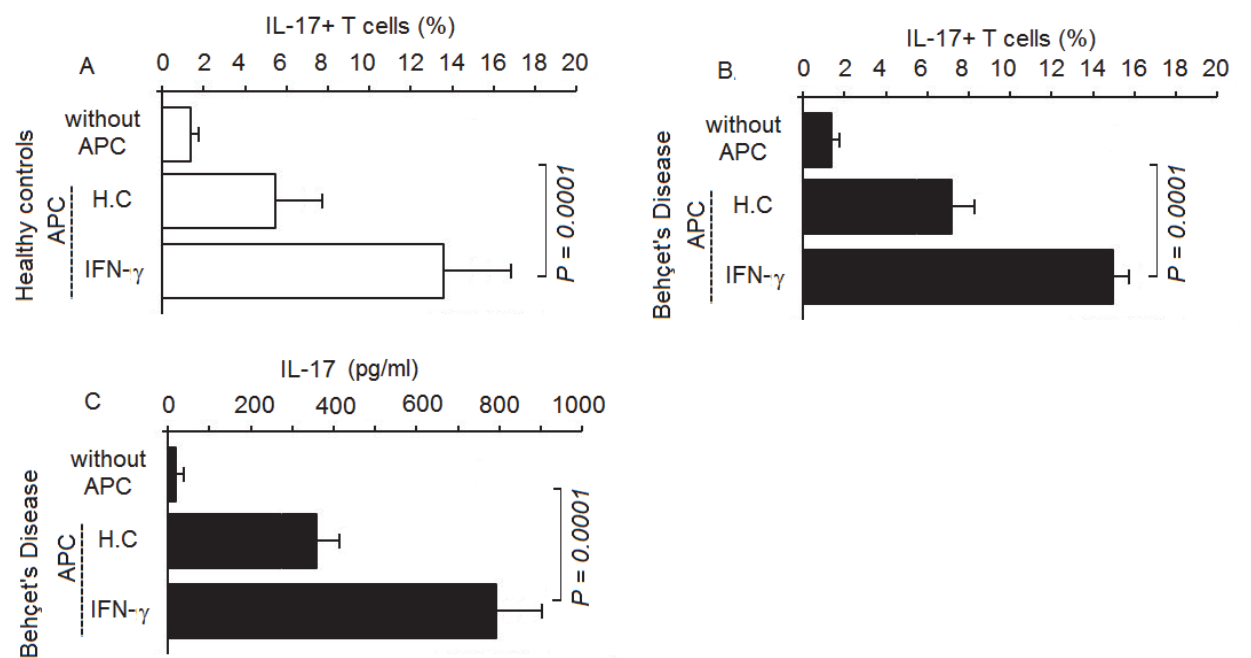 IL-17+ T cells (%)
A
0 2 4 6 8 10 12 14 16 18 20
Healthy controls
without
APC
APC
H.C
IFN-γ
P = 0.0001
IL-17+ T cells (%)
B.
0 2 4 6 8 10 12 14 16 18 20
Behçet's Disease
without
APC
APC
H.C
IFN-γ
P = 0.0001
IL-17 (pg/ml)
C
0 200 400 600 800 1000
Behçet's Disease
without
APC
APC
H.C
IFN-γ
P = 0.0001